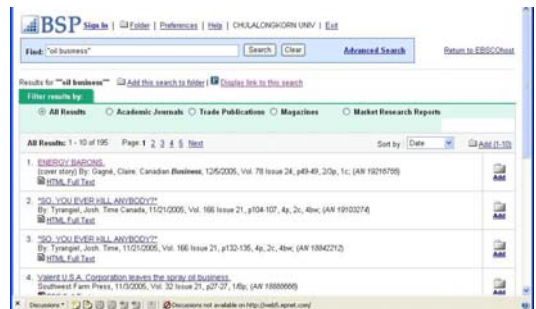 BSP Sign In | Folder | Preferences | Help | CHULALONGKORN UNIV | Exit
Find: "oil business" Search Clear Advanced Search Return to EBSCOhost
Results for ""oil business"" Add this search to folder | Display link to this search
Filter results by:
All Results Academic Journals Trade Publications Magazines Market Research Reports
All Results: 1 - 10 of 195 Page: 1 2 3 4 5 Next Sort by: Date Add (1-10)
1. ENERGY BARONS.
(cover story) By: Gagné, Claire. Canadian Business, 12/5/2005, Vol. 78 Issue 24, p49-49, 2/3p, 1c; (AN 19216755)
HTML Full Text
Add
2. "SO, YOU EVER KILL ANYBODY?"
By: Tyrangiel, Josh. Time Canada, 11/21/2005, Vol. 166 Issue 21, p104-107, 4p, 2c, 4bw; (AN 19103274)
HTML Full Text
Add
3. "SO, YOU EVER KILL ANYBODY?"
By: Tyrangiel, Josh. Time, 11/21/2005, Vol. 166 Issue 21, p132-135, 4p, 2c, 4bw; (AN 18842212)
HTML Full Text
Add
4. Valent U.S.A. Corporation leaves the spray oil business.
Southwest Farm Press, 11/3/2005, Vol. 32 Issue 21, p27-27, 1/6p; (AN 18888666)
Add
Discussions Discussions not available on http://web5.epnet.com/